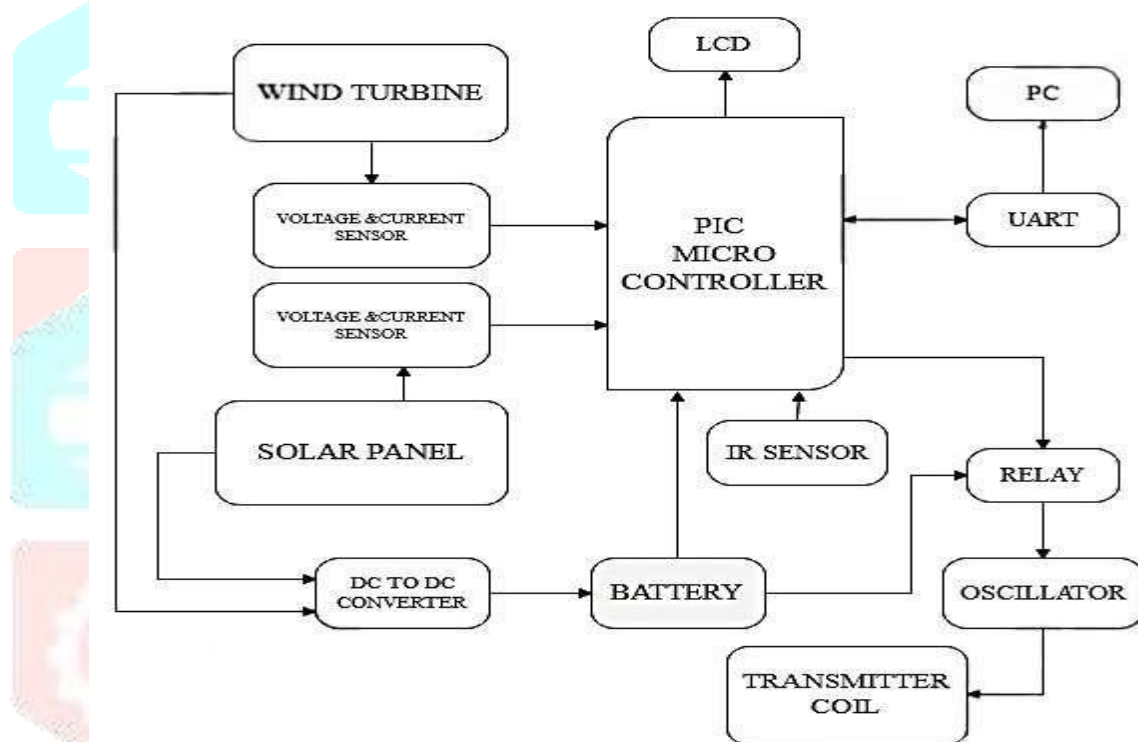 LCD
WIND TURBINE
PC
VOLTAGE &CURRENT
SENSOR
PIC
MICRO
CONTROLLER
UART
VOLTAGE &CURRENT
SENSOR
SOLAR PANEL
IR SENSOR
RELAY
DC TO DC
CONVERTER
BATTERY
OSCILLATOR
TRANSMITTER
COIL